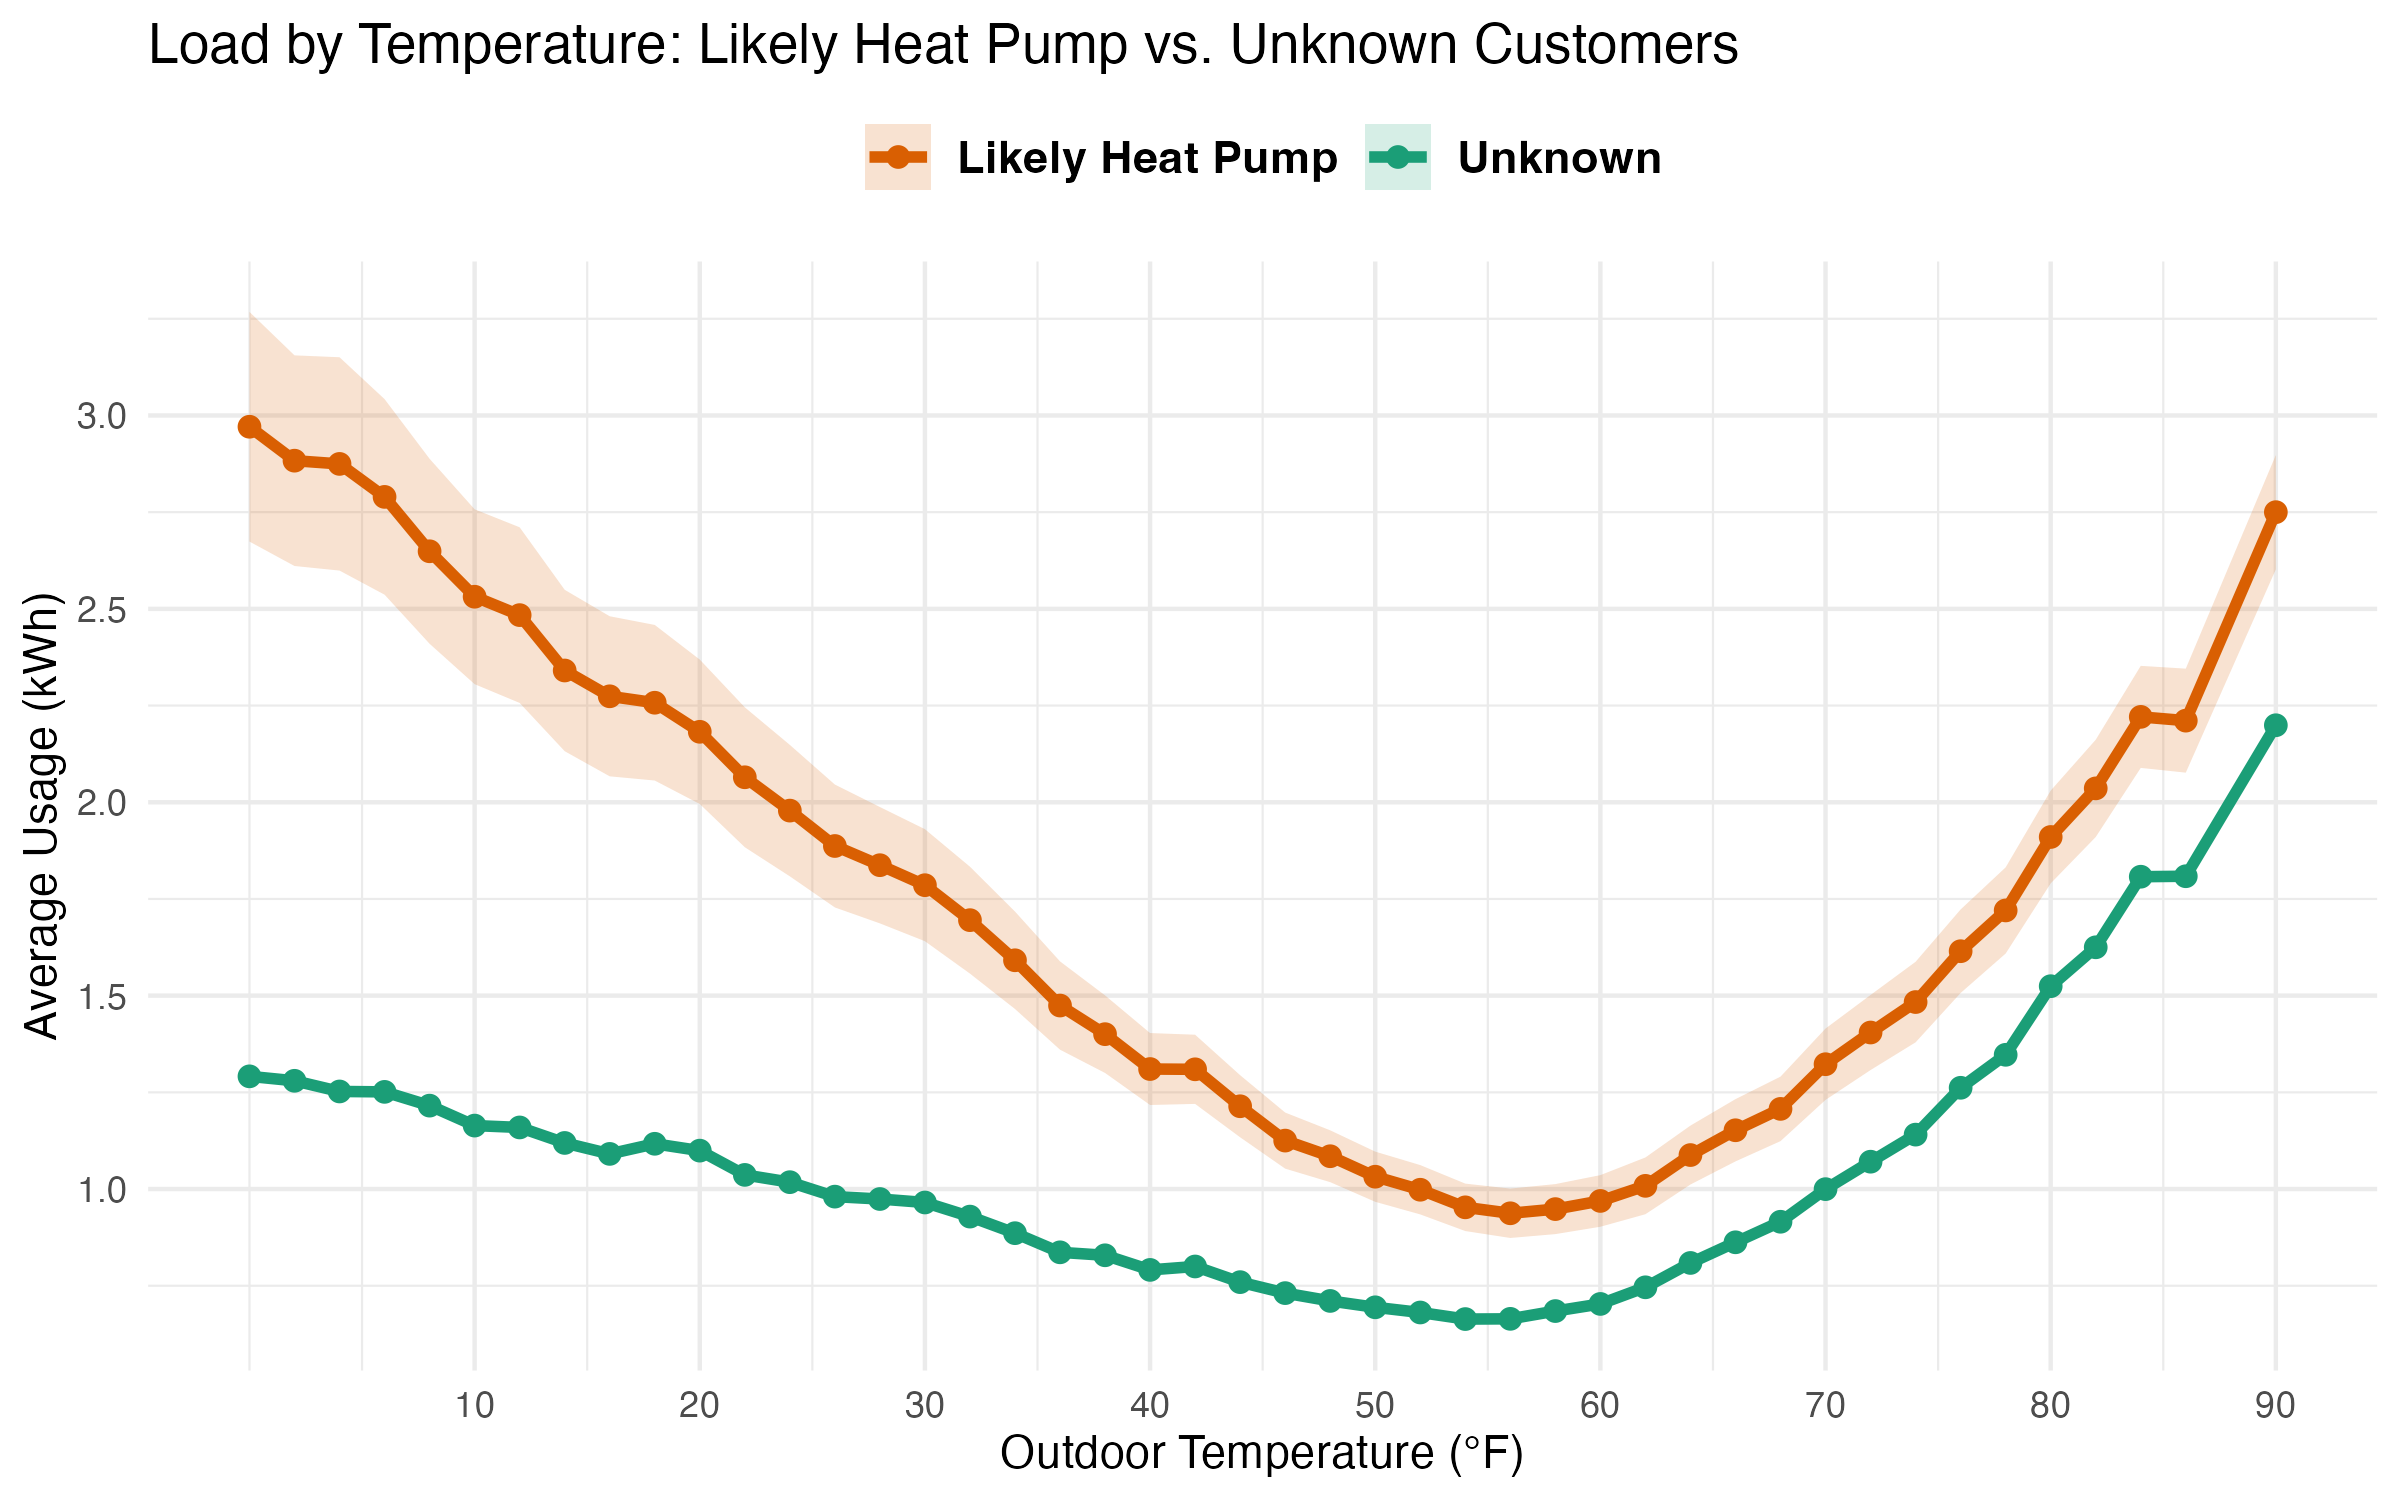 Load by Temperature: Likely Heat Pump vs. Unknown Customers
Likely Heat Pump
Unknown
Average Usage (kWh)
3.0
2.5
2.0
1.5
1.0
10 20 30 40 50 60 70 80 90
Outdoor Temperature (°F)